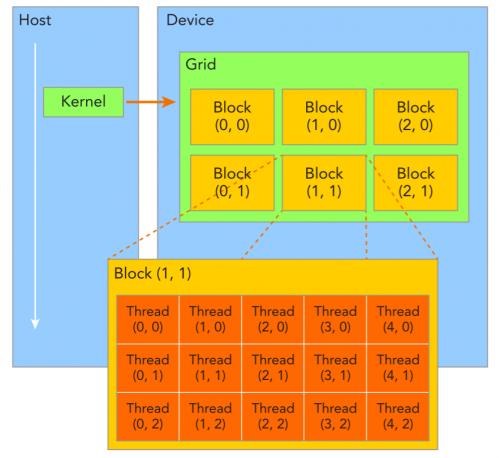 Host
Device
Grid
Kernel
Block
(0, 0)
Block
(1, 0)
Block
(2, 0)
Block
(0, 1)
Block
(1, 1)
Block
(2, 1)
Block (1, 1)
Thread
(0, 0)
Thread
(1, 0)
Thread
(2, 0)
Thread
(3, 0)
Thread
(4, 0)
Thread
(0, 1)
Thread
(1, 1)
Thread
(2, 1)
Thread
(3, 1)
Thread
(4, 1)
Thread
(0, 2)
Thread
(1, 2)
Thread
(2, 2)
Thread
(3, 2)
Thread
(4, 2)